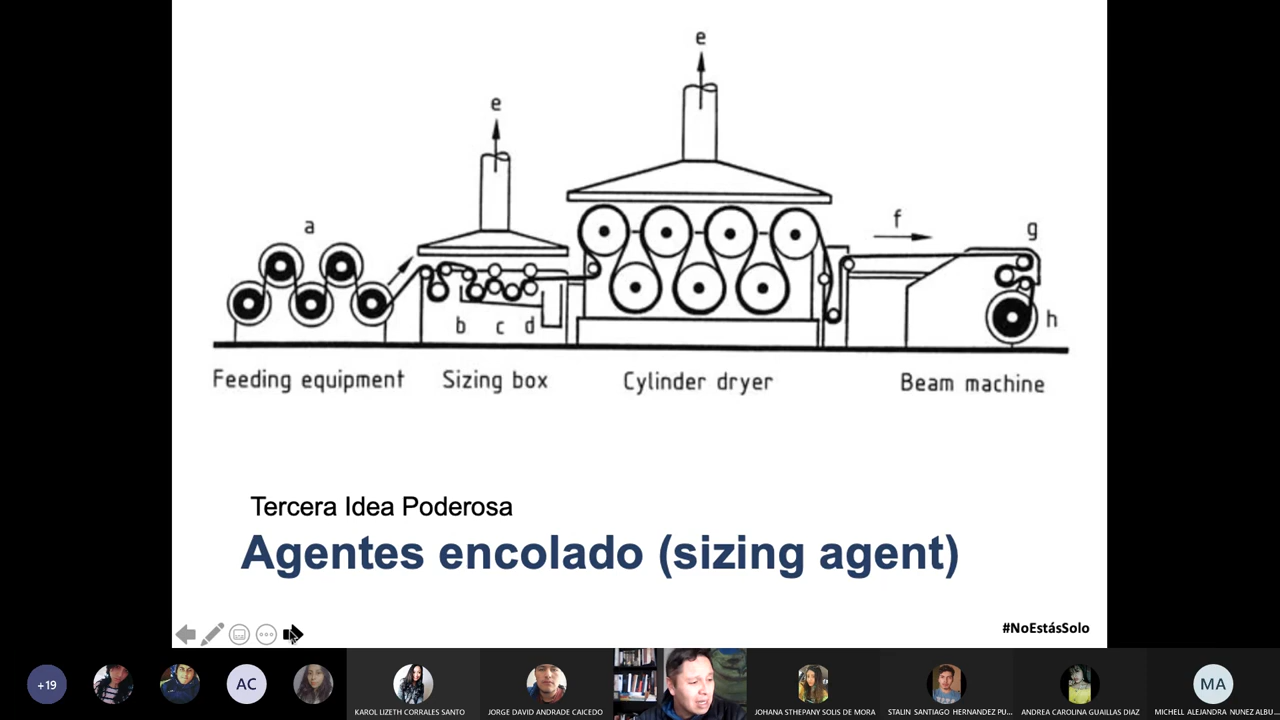 e
e
a
f
g
b c d
h
Feeding equipment Sizing box Cylinder dryer Beam machine
Tercera Idea Poderosa
Agentes encolado (sizing agent)
#NoEstásSolo
+19
AC
MA
KAROL LIZETH CORRALES SANTO
JORGE DAVID ANDRADE CAICEDO
JOHANA STHEPANY SOLIS DE MORA
STALIN SANTIAGO HERNANDEZ PU...
ANDREA CAROLINA GUAILLAS DIAZ
MICHELL ALEJANDRA NUNEZ ALBU...